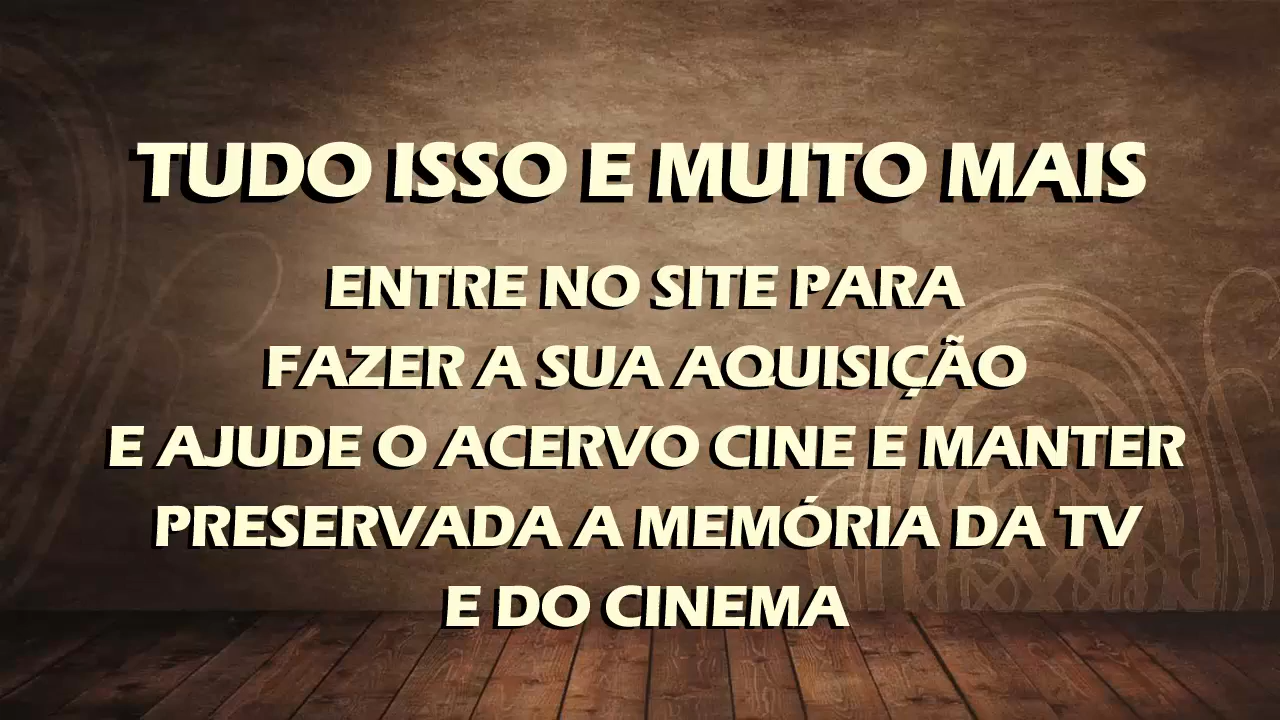 TUDO ISSO E MUITO MAIS
ENTRE NO SITE PARA
FAZER A SUA AQUISIÇÃO
E AJUDE O ACERVO CINE E MANTER
PRESERVADA A MEMÓRIA DA TV
E DO CINEMA